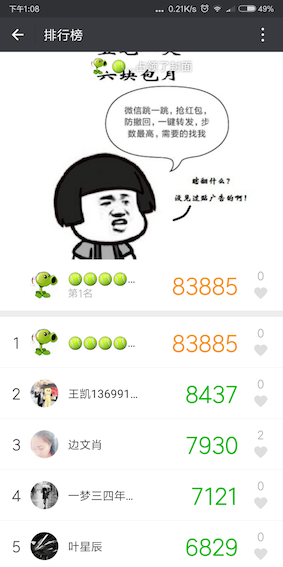 下午1:08
0.21K/s
49%
排行榜
占领了封面
六块包月
微信跳一跳，抢红包，
防撤回，一键转发，步
数最高，需要的找我
瞎翻什么？
没见过贴广告的啊！
...
83885
0
第1名
1
...
83885
0
2
王凯136991...
8437
0
3
边文肖
7930
2
4
一梦三四年...
7121
0
5
叶星辰
6829
0